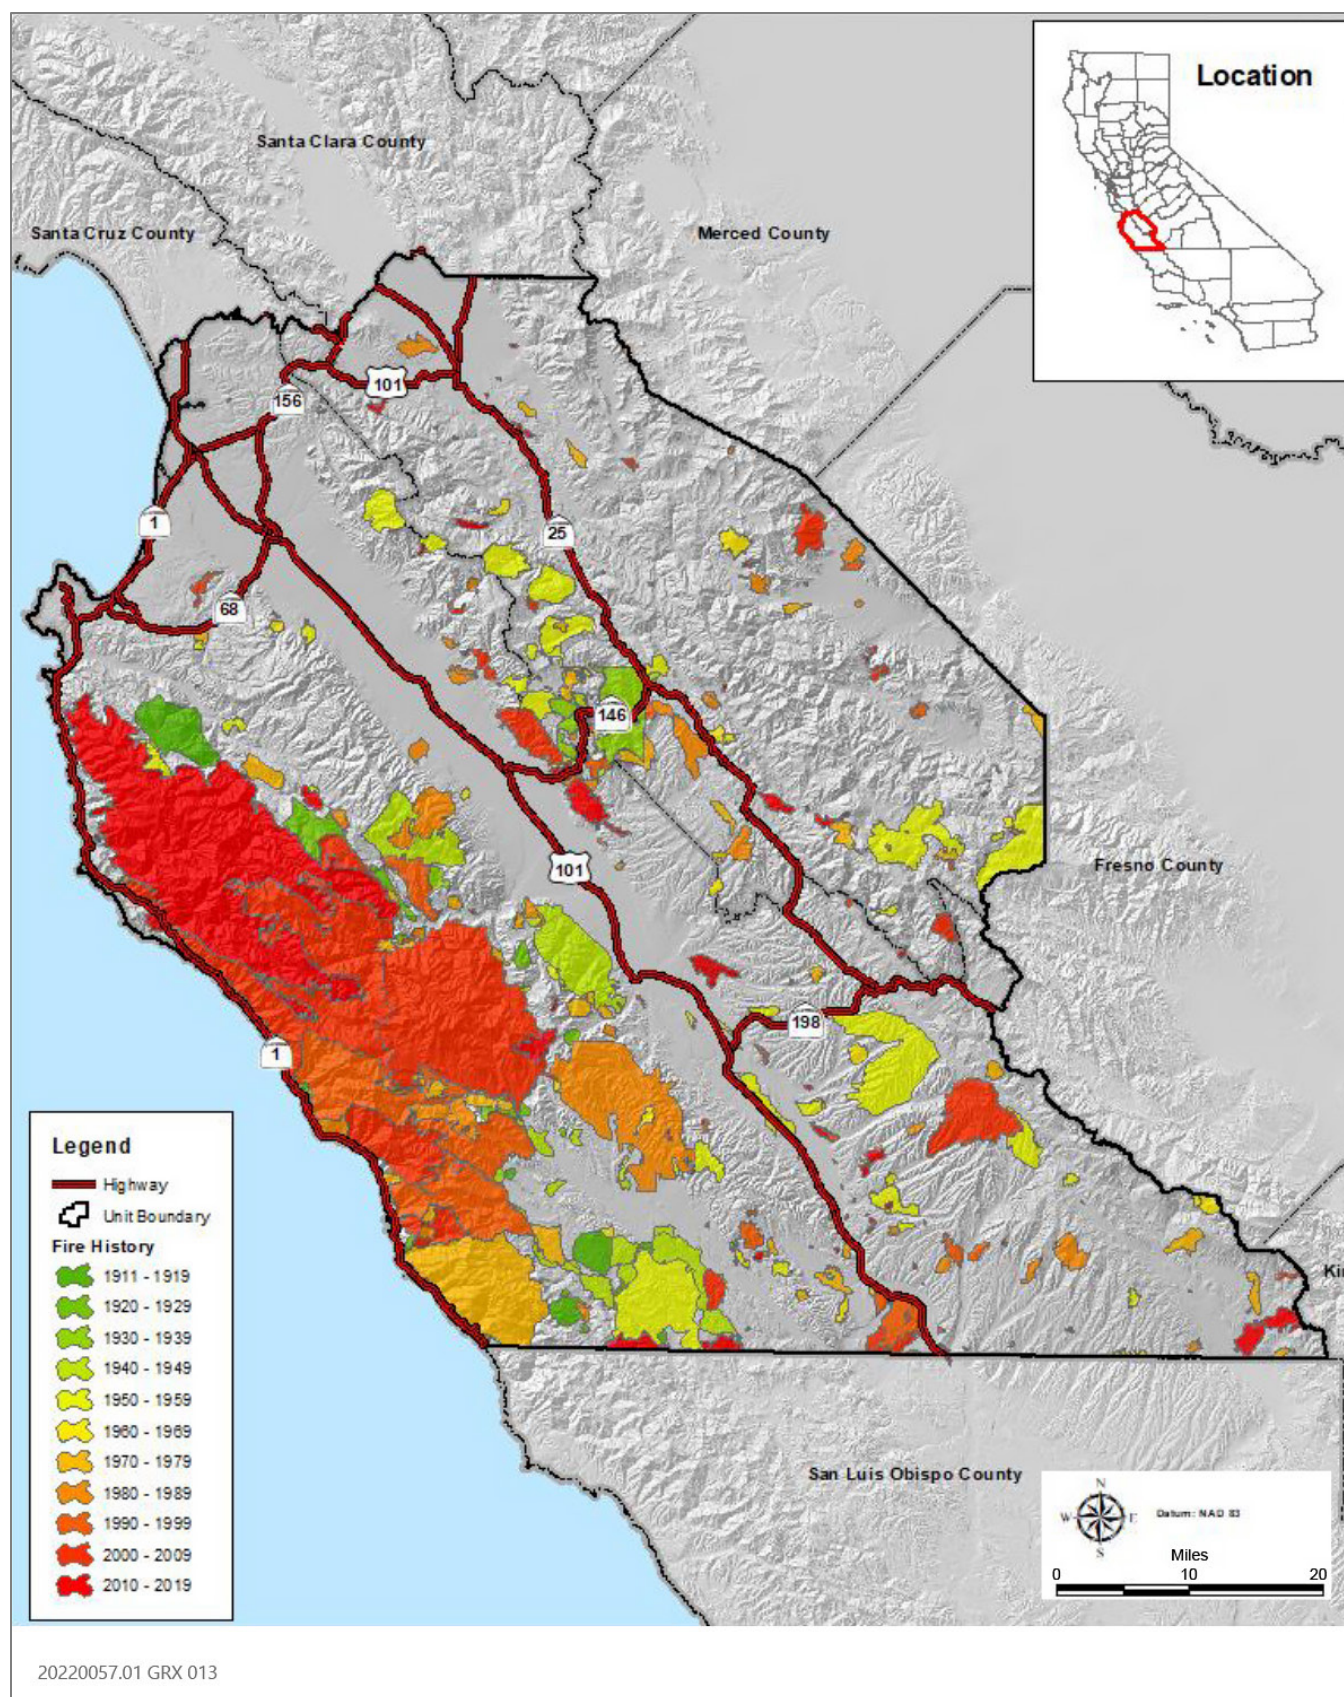 Location
Santa Clara County
Santa Cruz County
Merced County
101
156
1
25
68
146
Fresno County
101
198
1
Legend
Highway
Unit Boundary
Fire History
1911 - 1919
1920 - 1929
1930 - 1939
1940 - 1949
1950 - 1959
1960 - 1969
1970 - 1979
1980 - 1989
1990 - 1999
2000 - 2009
2010 - 2019
Ki
San Luis Obispo County
N
W E
S
Datum: NAD 83
Miles
0 10 20
20220057.01 GRX 013